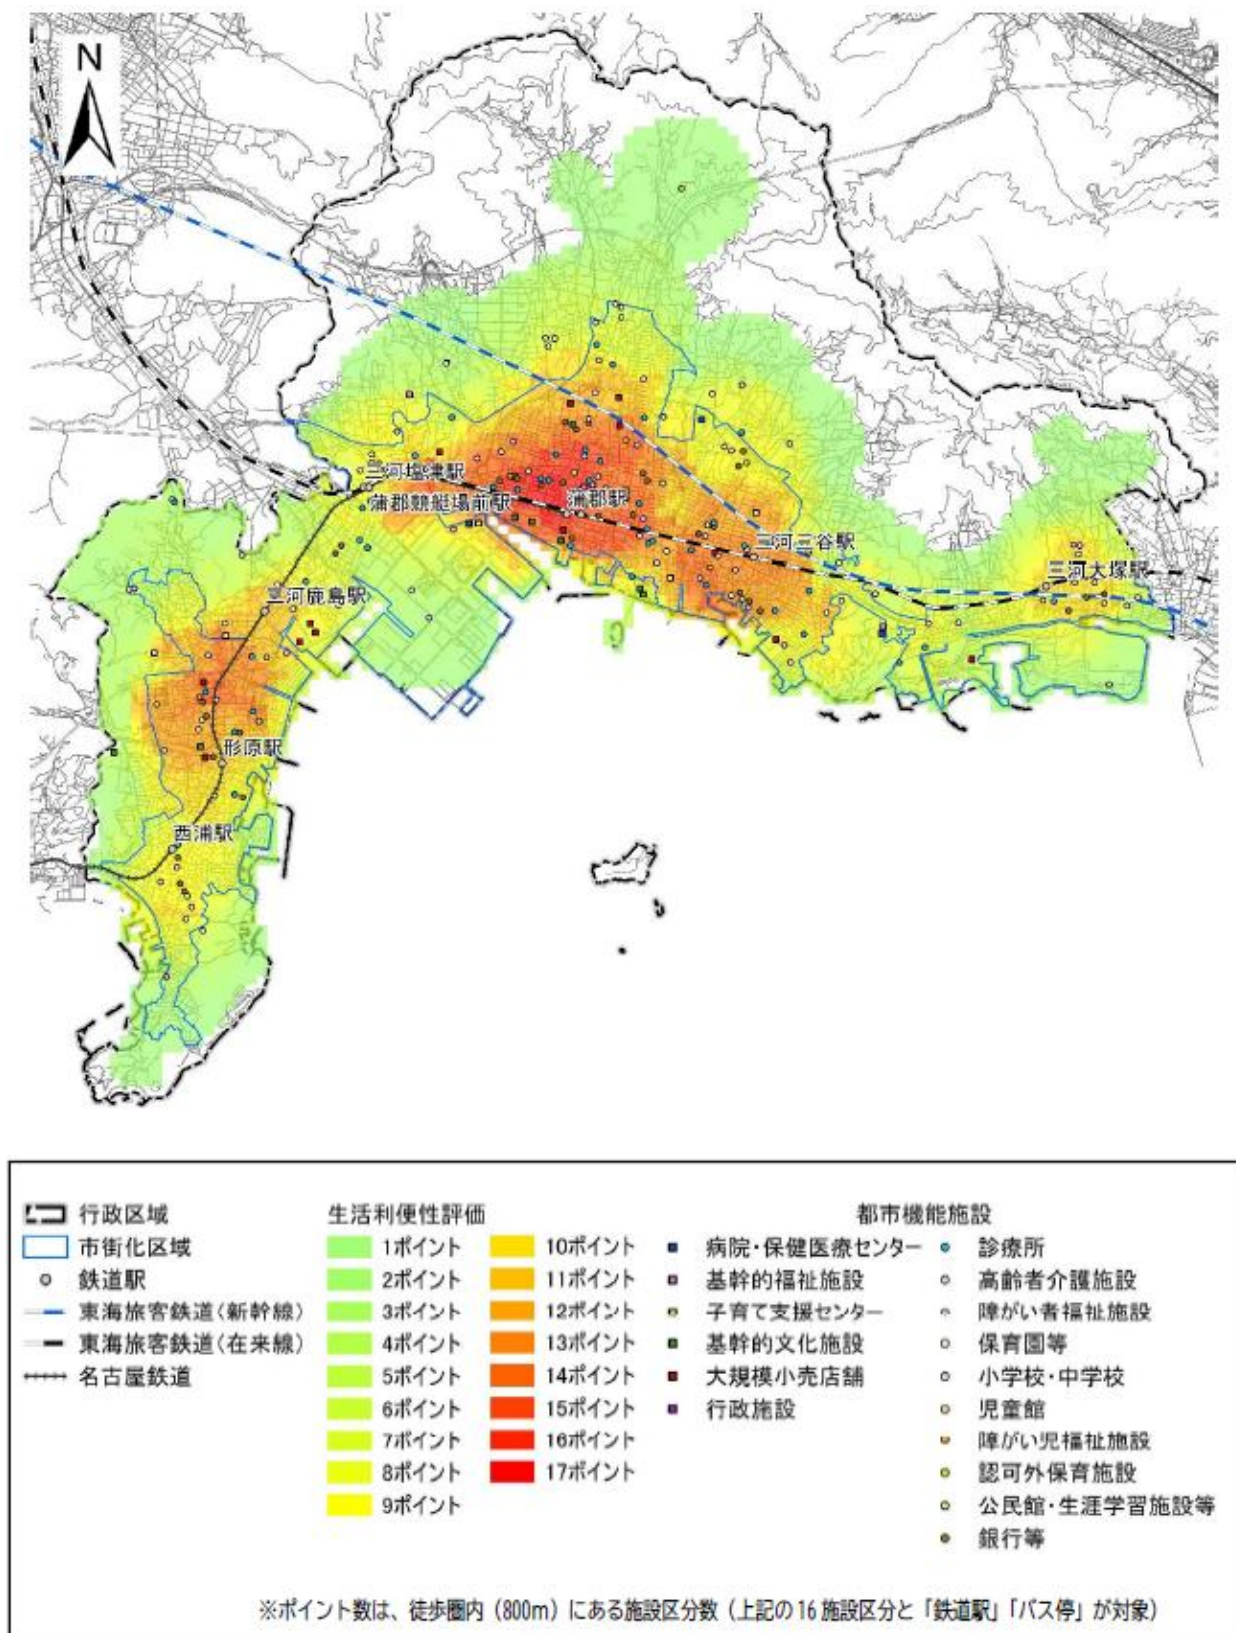 N
三河塩津駅
蒲郡競艇場前駅
蒲郡駅
三河三谷駅
三河大塚駅
三河鹿島駅
形原駅
西浦駅
行政区域
市街化区域
鉄道駅
東海旅客鉄道(新幹線)
東海旅客鉄道(在来線)
名古屋鉄道
生活利便性評価
1ポイント
2ポイント
3ポイント
4ポイント
5ポイント
6ポイント
7ポイント
8ポイント
9ポイント
10ポイント
11ポイント
12ポイント
13ポイント
14ポイント
15ポイント
16ポイント
17ポイント
都市機能施設
病院・保健医療センター
基幹的福祉施設
子育て支援センター
基幹的文化施設
大規模小売店舗
行政施設
診療所
高齢者介護施設
障がい者福祉施設
保育園等
小学校・中学校
児童館
障がい児福祉施設
認可外保育施設
公民館・生涯学習施設等
銀行等
※ポイント数は、徒歩圏内（800m）にある施設区分数（上記の16施設区分と「鉄道駅」「バス停」が対象）